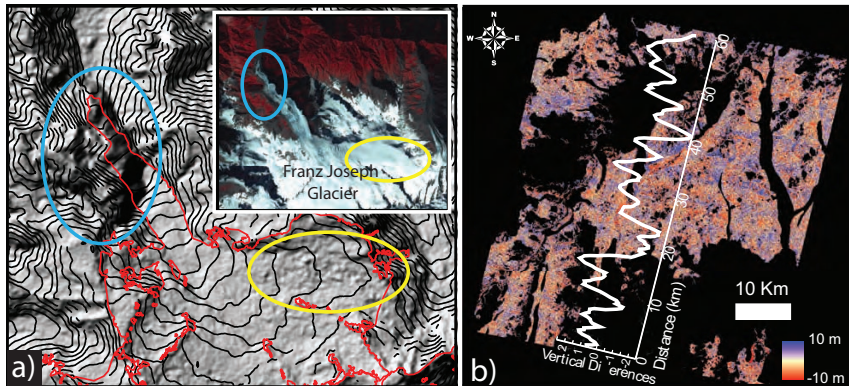 Franz Joseph
Glacier
a)
N
W
E
S
60
50
40
30
20
10
0
Distance (km)
2
1
0
-1
-2
Vertical Di erences
10 Km
10 m
-10 m
b)